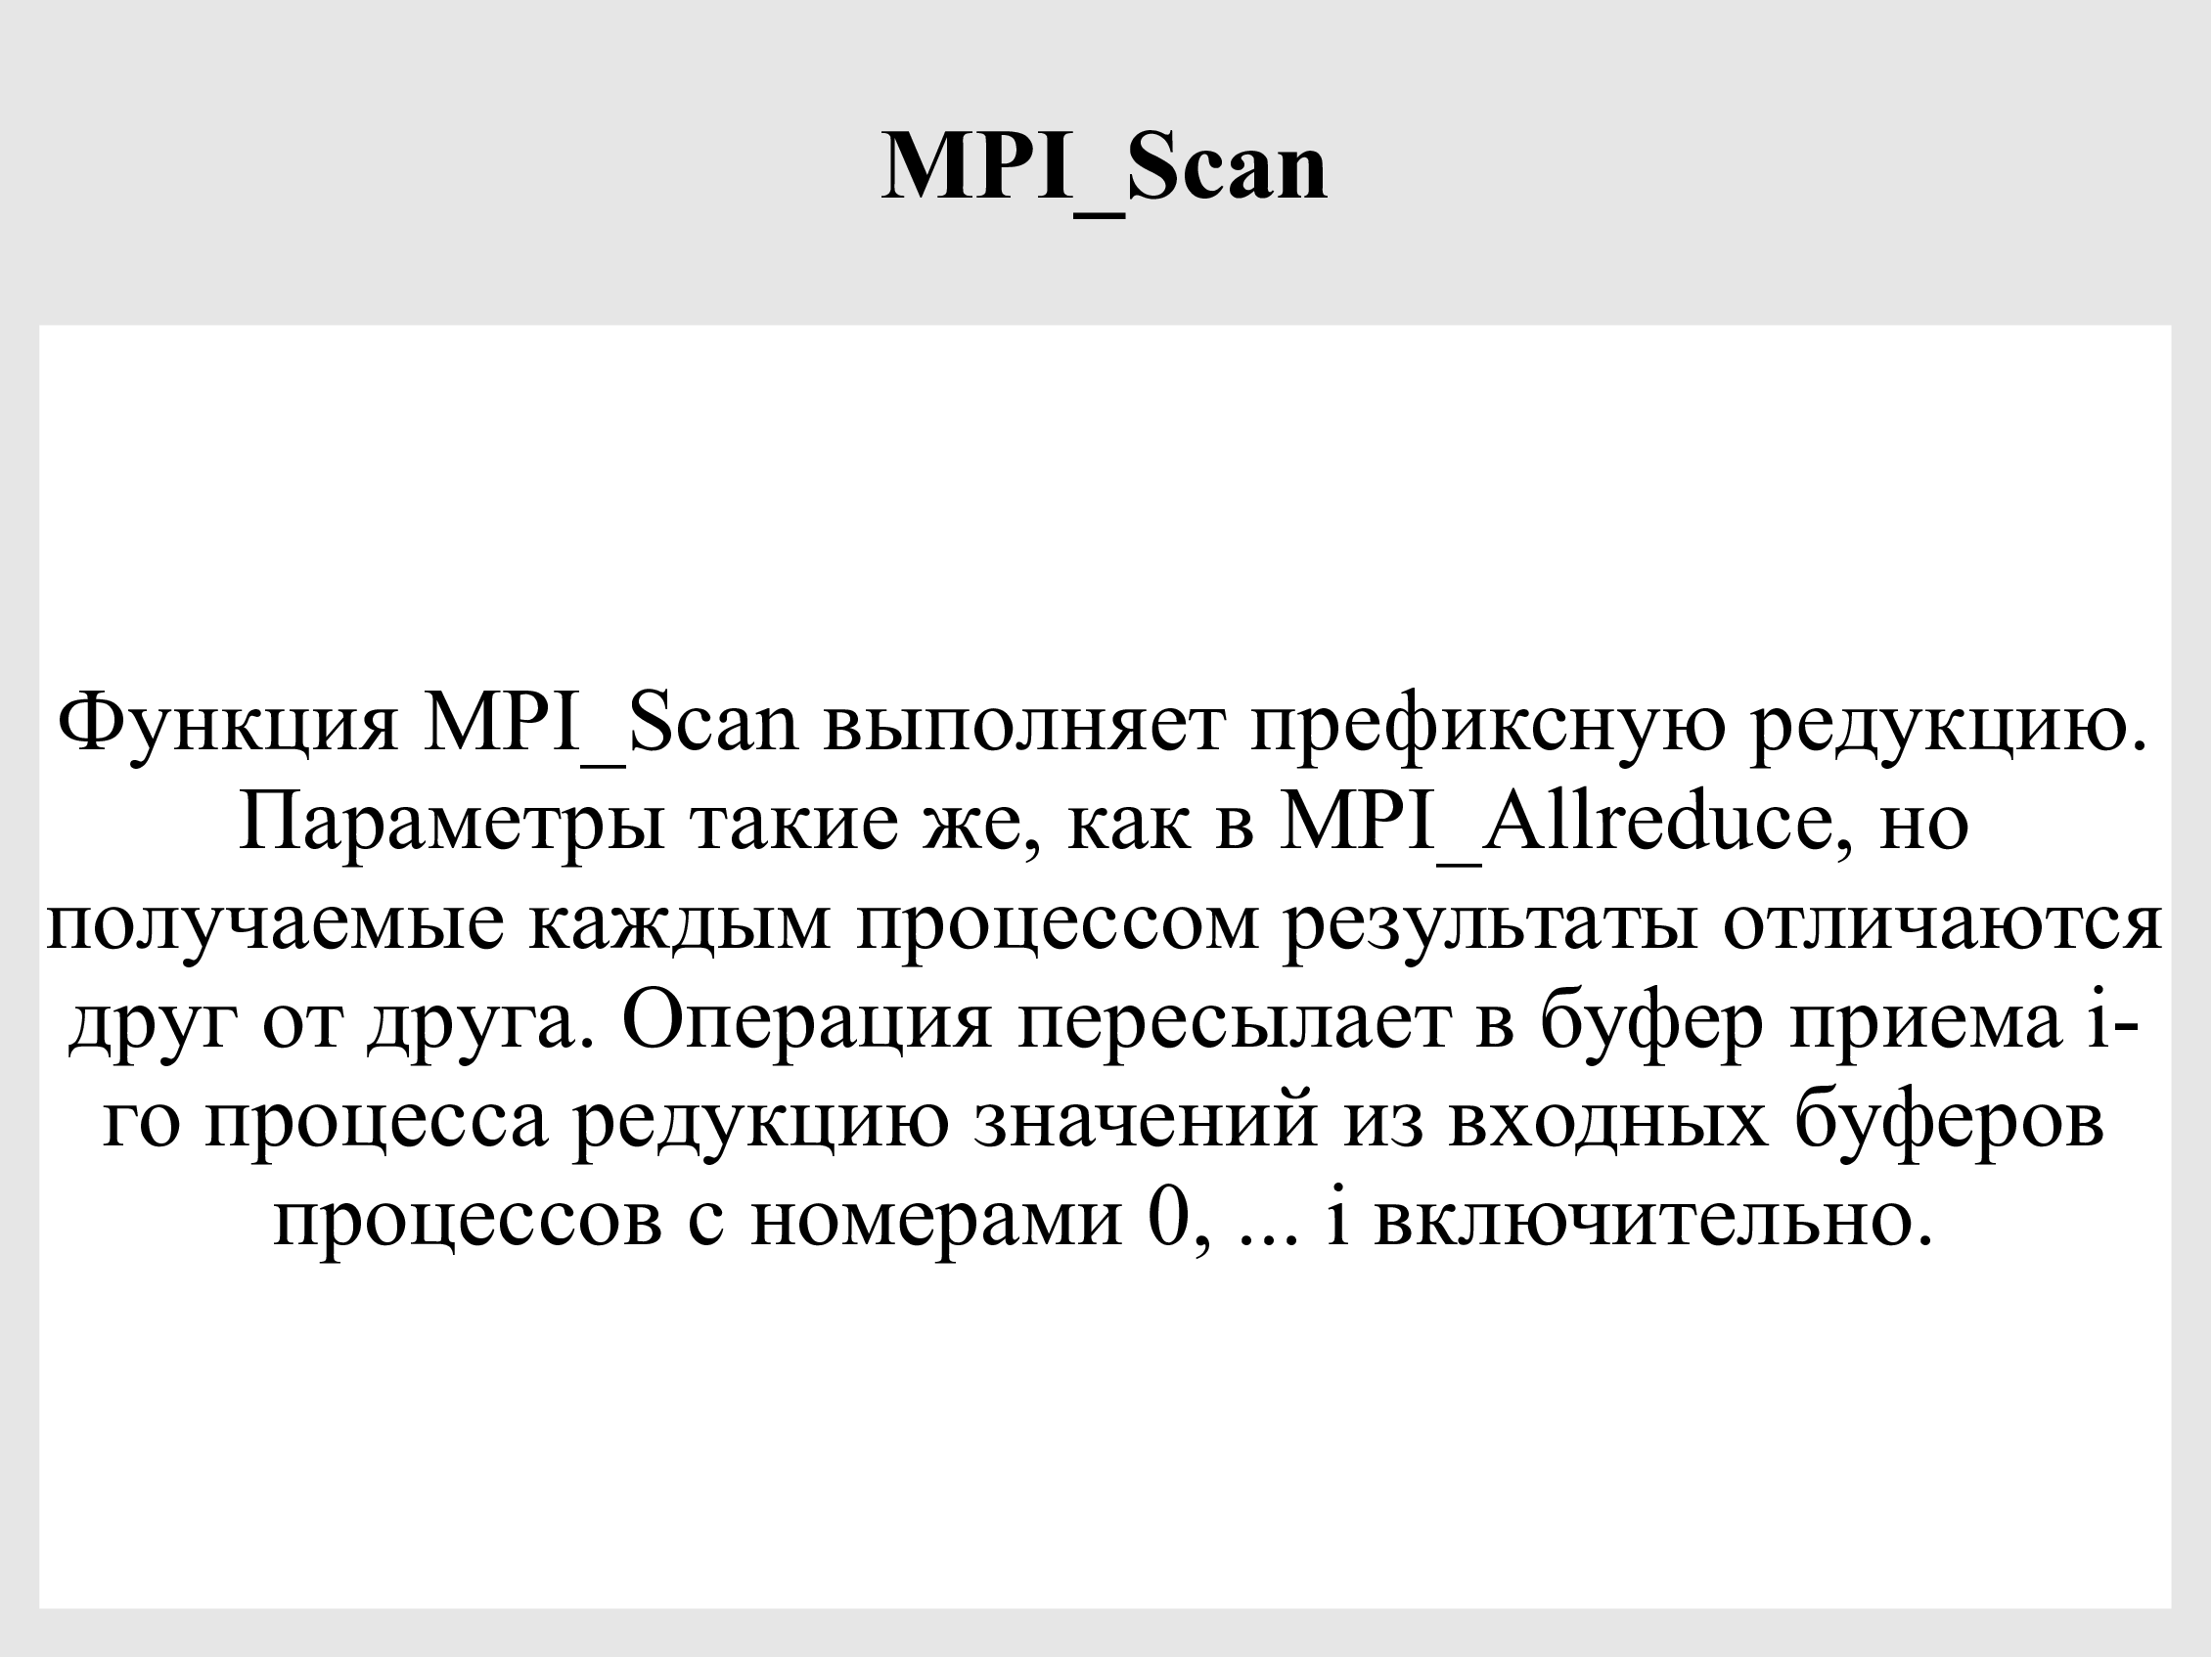 MPI_Scan
Функция MPI_Scan выполняет префиксную редукцию.
Параметры такие же, как в MPI_Allreduce, но
получаемые каждым процессом результаты отличаются
друг от друга. Операция пересылает в буфер приема i-
го процесса редукцию значений из входных буферов
процессов с номерами 0, … i включительно.